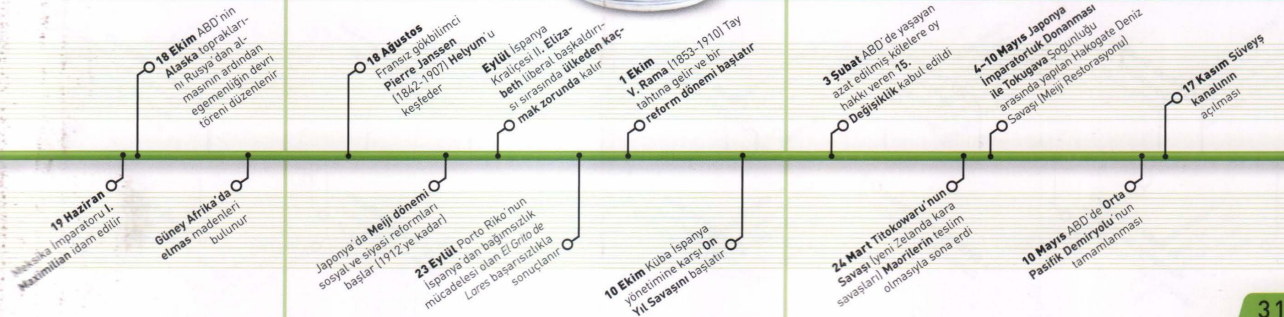 18 Ekim ABD'nin
Alaska toprakları-
nı Rusya'dan al-
masının ardından
egemenliğin devri
töreni düzenlenir
19 Haziran
Meksika İmparatoru I.
Maximilian idam edilir
Güney Afrika'da
elmas madenleri
bulunur
18 Ağustos
Fransız gökbilimci
Pierre Janssen
(1842-1907) Helyum'u
keşfeder
Japonya'da Meiji dönemi
sosyal ve siyasi reformları
başlar (1912'ye kadar)
Eylül İspanya
Kraliçesi II. Eliza-
beth liberal başkaldırı-
sı sırasında ülkeden kaç-
mak zorunda kalır
23 Eylül Porto Riko'nun
İspanya'dan bağımsızlık
mücadelesi olan El Grito de
Lares başarısızlıkla
sonuçlanır
1 Ekim
V. Rama (1853-1910) Tay
tahtına gelir ve bir
reform dönemi başlatır
10 Ekim Küba İspanya
yönetimine karşı On
Yıl Savaşını başlatır
3 Şubat ABD'de yaşayan
azat edilmiş kölelere oy
hakkı veren 15.
Değişiklik kabul edildi
24 Mart Titokowaru'nun
Savaşı (Yeni Zelanda kara
savaşları) Maorilerin teslim
olmasıyla sona erdi
4-10 Mayıs Japonya
İmparatorluk Donanması
ile Tokugava Şogunluğu
arasında yapılan Hakogate Deniz
Savaşı (Meiji Restorasyonu)
10 Mayıs ABD'de Orta
Pasifik Demiryolu'nun
tamamlanması
17 Kasım Süveyş
kanalının
açılması
31